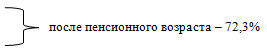 после пенсионного возраста – 72,3%